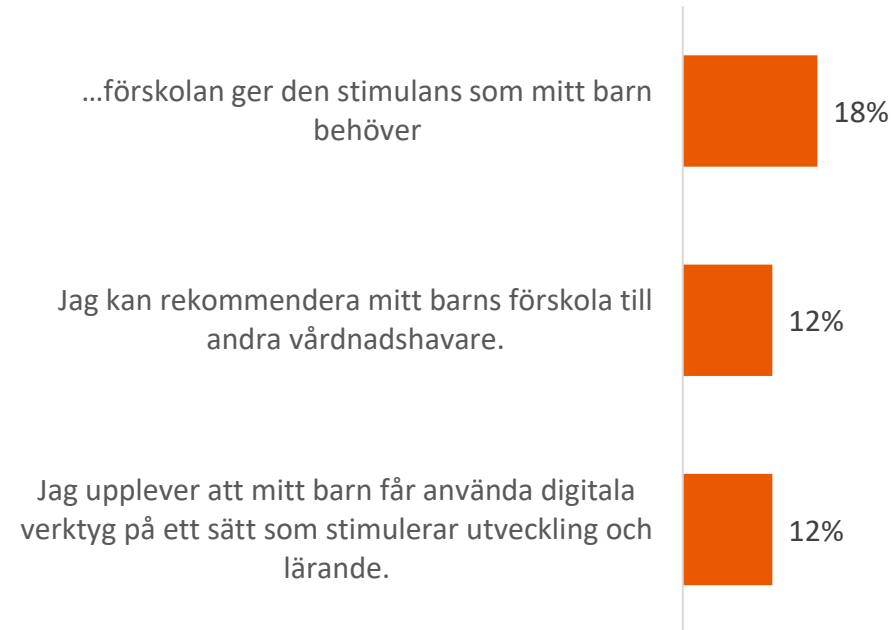 ...förskolan ger den stimulans som mitt barn
behöver
18%
Jag kan rekommendera mitt barns förskola till
andra vårdnadshavare.
12%
Jag upplever att mitt barn får använda digitala
verktyg på ett sätt som stimulerar utveckling och
lärande.
12%